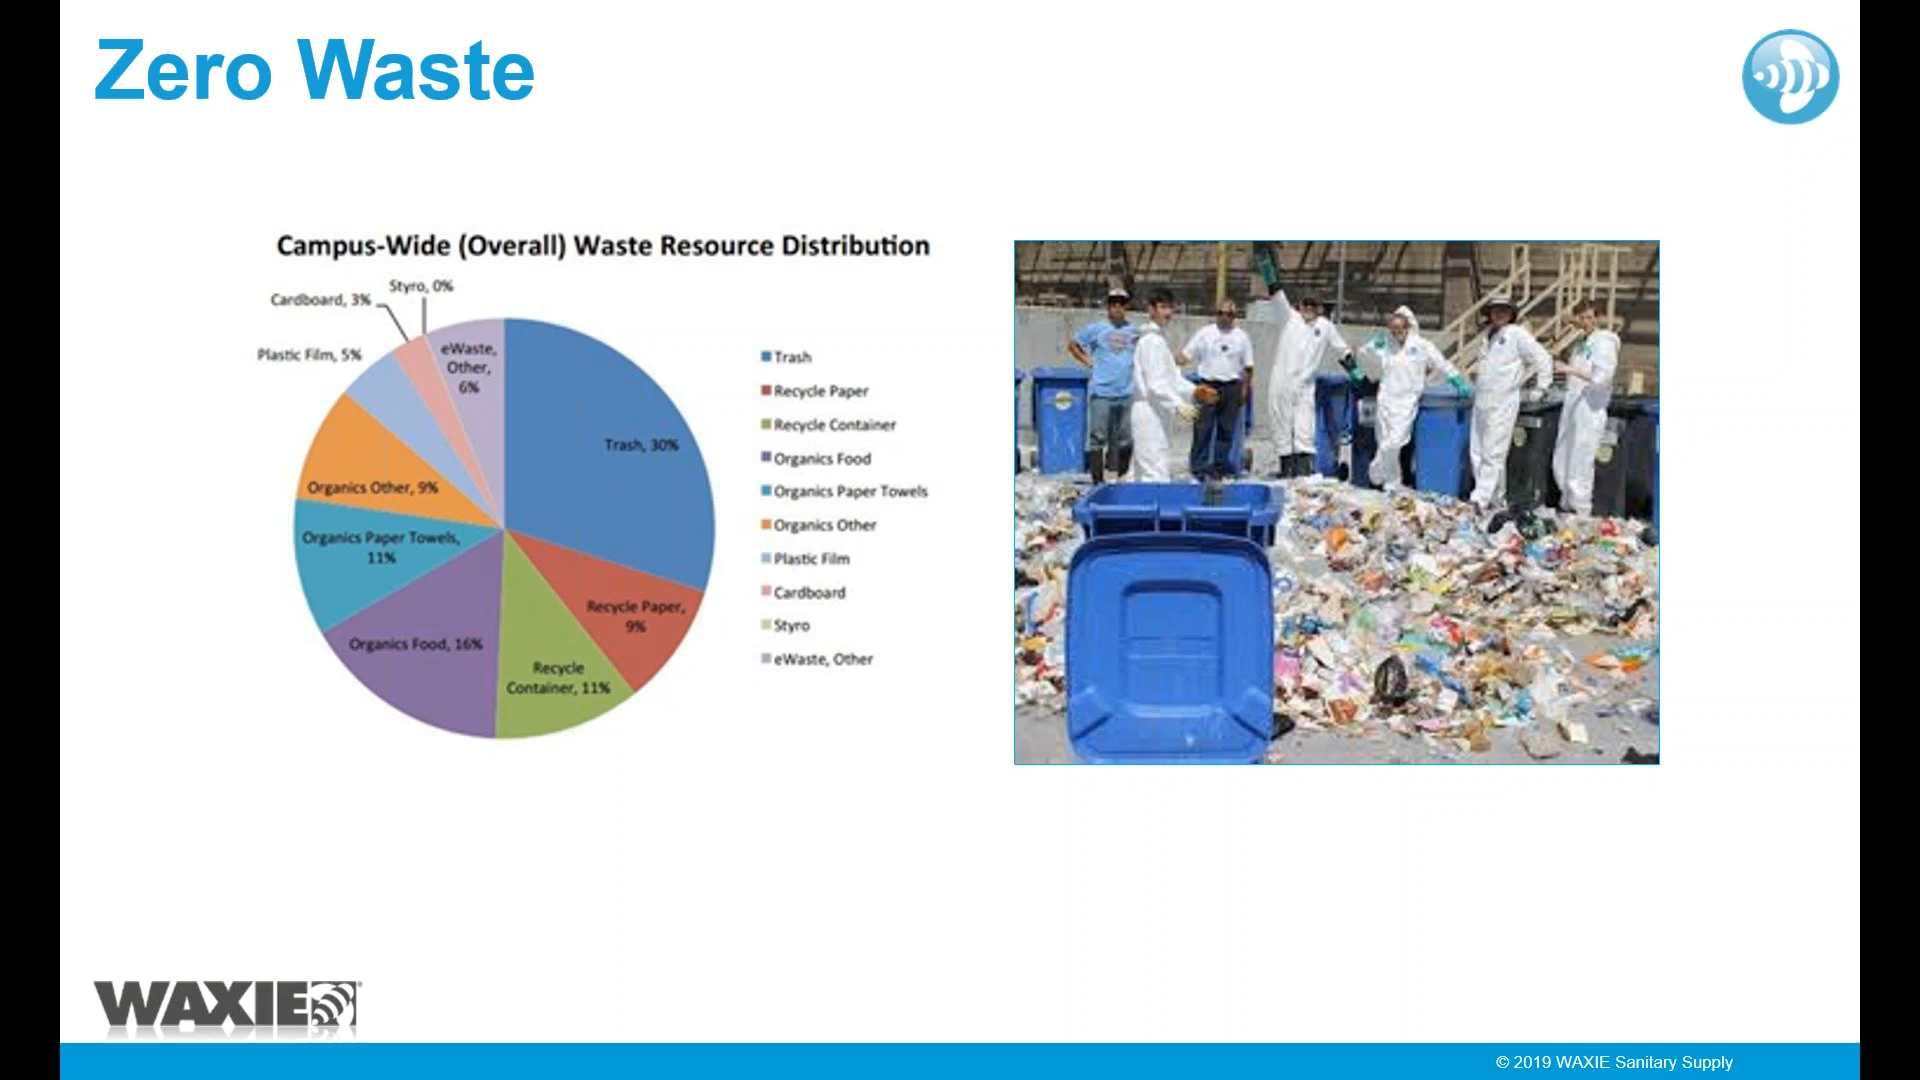 Zero Waste
Campus-Wide (Overall) Waste Resource Distribution
Styro, 0%
Cardboard, 3%
Plastic Film, 5%
eWaste,
Other,
6%
Trash, 30%
Organics Other, 9%
Organics Paper Towels,
11%
Recycle Paper,
9%
Organics Food, 16%
Recycle
Container, 11%
Trash
Recycle Paper
Recycle Container
Organics Food
Organics Paper Towels
Organics Other
Plastic Film
Cardboard
Styro
eWaste, Other
WAXIE
© 2019 WAXIE Sanitary Supply